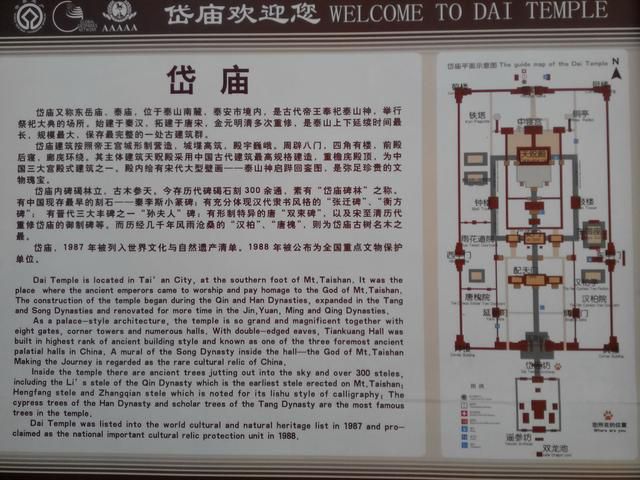 岱庙欢迎您 WELCOME TO DAI TEMPLE
AAAAA
岱庙
岱庙又称东岳庙、泰庙,位于泰山南麓,泰安市境内,是古代帝王奉祀泰山神,举行
祭祀大典的场所,始建于秦汉,拓建于唐宋,金元明清多次重修,是泰山上下延续时间最
长,规模最大,保存最完整的一处古建筑群。
岱庙建筑按照帝王宫城形制营造,城堞高筑,殿宇巍峨,周辟八门,四角有楼,前殿
后寝,廊庑环绕。其主体建筑天贶殿采用中国古代建筑最高规格建造,重檐庑殿顶,为中
国三大宫殿式建筑之一。殿内绘有宋代大型壁画——泰山神启跸回銮图,是弥足珍贵的文
物瑰宝。
岱庙内碑碣林立,古木参天。今存历代碑碣石刻300余通,素有“岱庙碑林”之称。
有中国现存最早的刻石——秦李斯小篆碑;有充分体现汉代隶书风格的“张迁碑”、“衡方
碑”; 有晋代三大丰碑之一“孙夫人”碑;有形制特异的唐“双束碑”,以及宋至清历代
重修岱庙的御制碑等。而历经几千年风雨沧桑的“汉柏”、“唐槐”,则为岱庙古树名木之
最。
岱庙,1987年被列入世界文化与自然遗产清单。1988年被公布为全国重点文物保护
单位。
Dai Temple is located in Tai'an City, at the southern foot of Mt,Taishan. It was the
place where the ancient emperors came to worship and pay homage to the God of Mt,Taishan.
The construction of the temple began during the Qin and Han Dynasties, expanded in the Tang
and Song Dynasties and renovated for more time in the Jin,Yuan, Ming and Qing Dynasties.
As a palace-style architecture, the temple is so grand and magnificent together with
eight gates, corner towers and numerous halls. With double-edged eaves, Tiankuang Hall was
built in highest rank of ancient building style and known as one of the three foremost ancient
palatial halls in China. A mural of the Song Dynasty inside the hall—the God of Mt.Taishan
Making the Journey is regarded as the rare cultural relic of China.
Inside the temple there are ancient trees jutting out into the sky and over 300 steles,
including the Li's stele of the Qin Dynasty which is the earliest stele erected on Mt,Taishan;
Hengfang stele and Zhangqian stele which is noted for its lishu style of calligraphy; The
cypress trees of the Han Dynasty and scholar trees of the Tang Dynasty are the most famous
trees in the temple.
Dai Temple was listed into the world cultural and natural heritage list in 1987 and pro-
claimed as the national important cultural relic protection unit in 1988.
岱庙平面示意图 The guide map of the Dai Temple
N
铁塔
铜亭
中寝宫
天贶殿
钟楼
鼓楼
雨花道院
配天门
唐槐院
汉柏院
岱庙坊
遥参坊
双龙池
图例
您所在的位置
Where are you